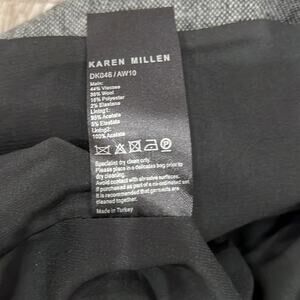 KAREN MILLEN
DK046 / AW10
Main:
44% Viscose
38% Wool
16% Polyester
2% Elastane
Lining1:
95% Acetate
5% Elastate
Lining2:
100% Acetate
Specialist dry clean only.
Please place in a delicates bag prior
to dry cleaning.
Avoid contact with abrasive surfaces.
If purchased as part of a co-ordinated set
it is recommended that garments are
cleaned together.
Made in Turkey